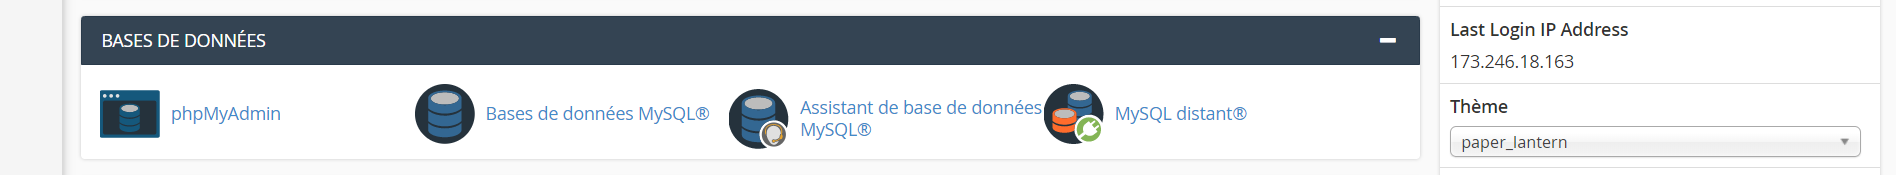 BASES DE DONNÉES
phpMyAdmin
Bases de données MySQL®
Assistant de base de données
MySQL®
MySQL distant®
Last Login IP Address
173.246.18.163
Thème
paper_lantern